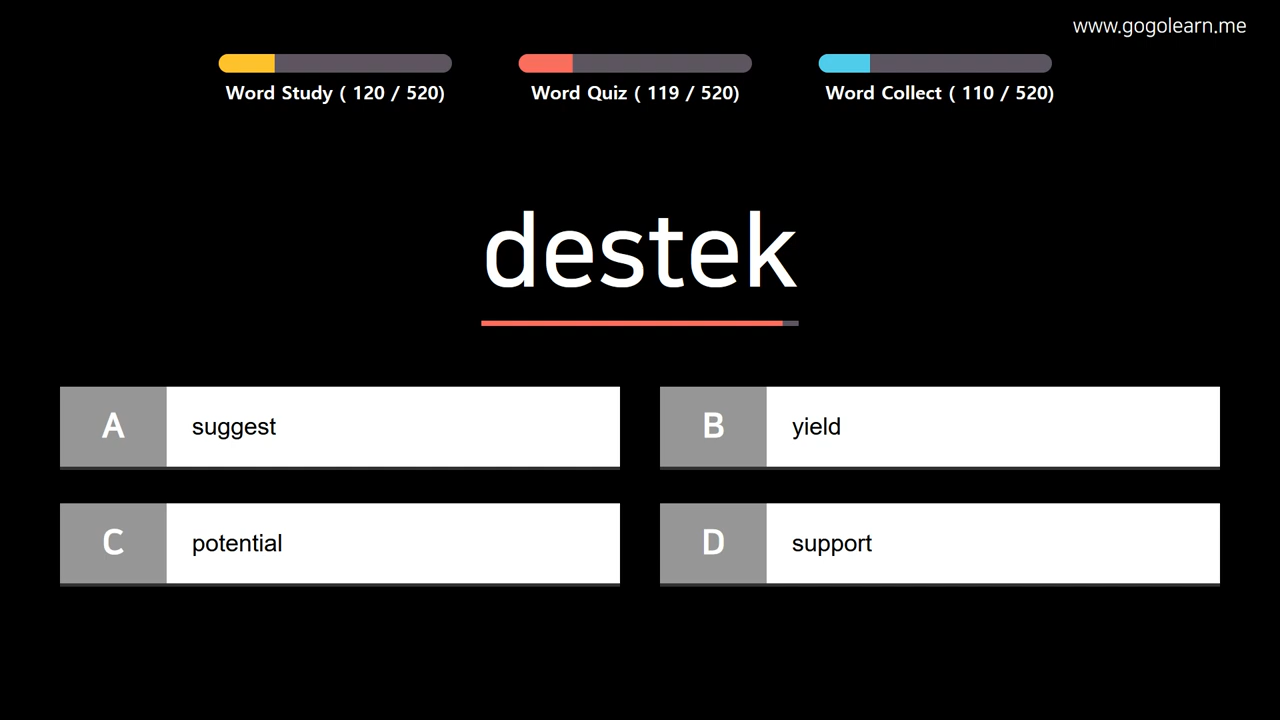 www.gogolearn.me
Word Study ( 120 / 520)
Word Quiz ( 119 / 520)
Word Collect ( 110 / 520)
destek
A suggest
B yield
C potential
D support